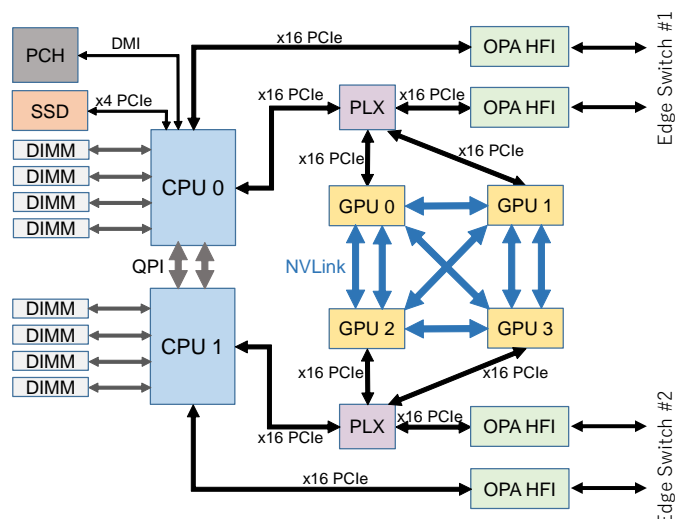 x16 PCIe
OPA HFI
Edge Switch #1
PCH
DMI
SSD
x4 PCIe
x16 PCIe
PLX
x16 PCIe
OPA HFI
DIMM
DIMM
DIMM
DIMM
CPU 0
x16 PCIe
x16 PCIe
GPU 0
GPU 1
QPI
NVLink
DIMM
DIMM
DIMM
DIMM
CPU 1
GPU 2
GPU 3
x16 PCIe
x16 PCIe
x16 PCIe
PLX
x16 PCIe
OPA HFI
Edge Switch #2
x16 PCIe
OPA HFI